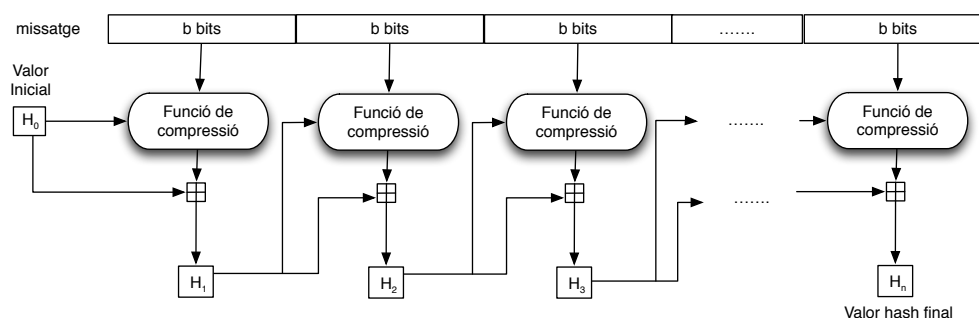 missatge
b bits
b bits
b bits
.......
b bits
Valor
Inicial
H₀
Funció de
compressió
Funció de
compressió
Funció de
compressió
.......
Funció de
compressió
.......
H₁
H₂
H₃
Hₙ
Valor hash final